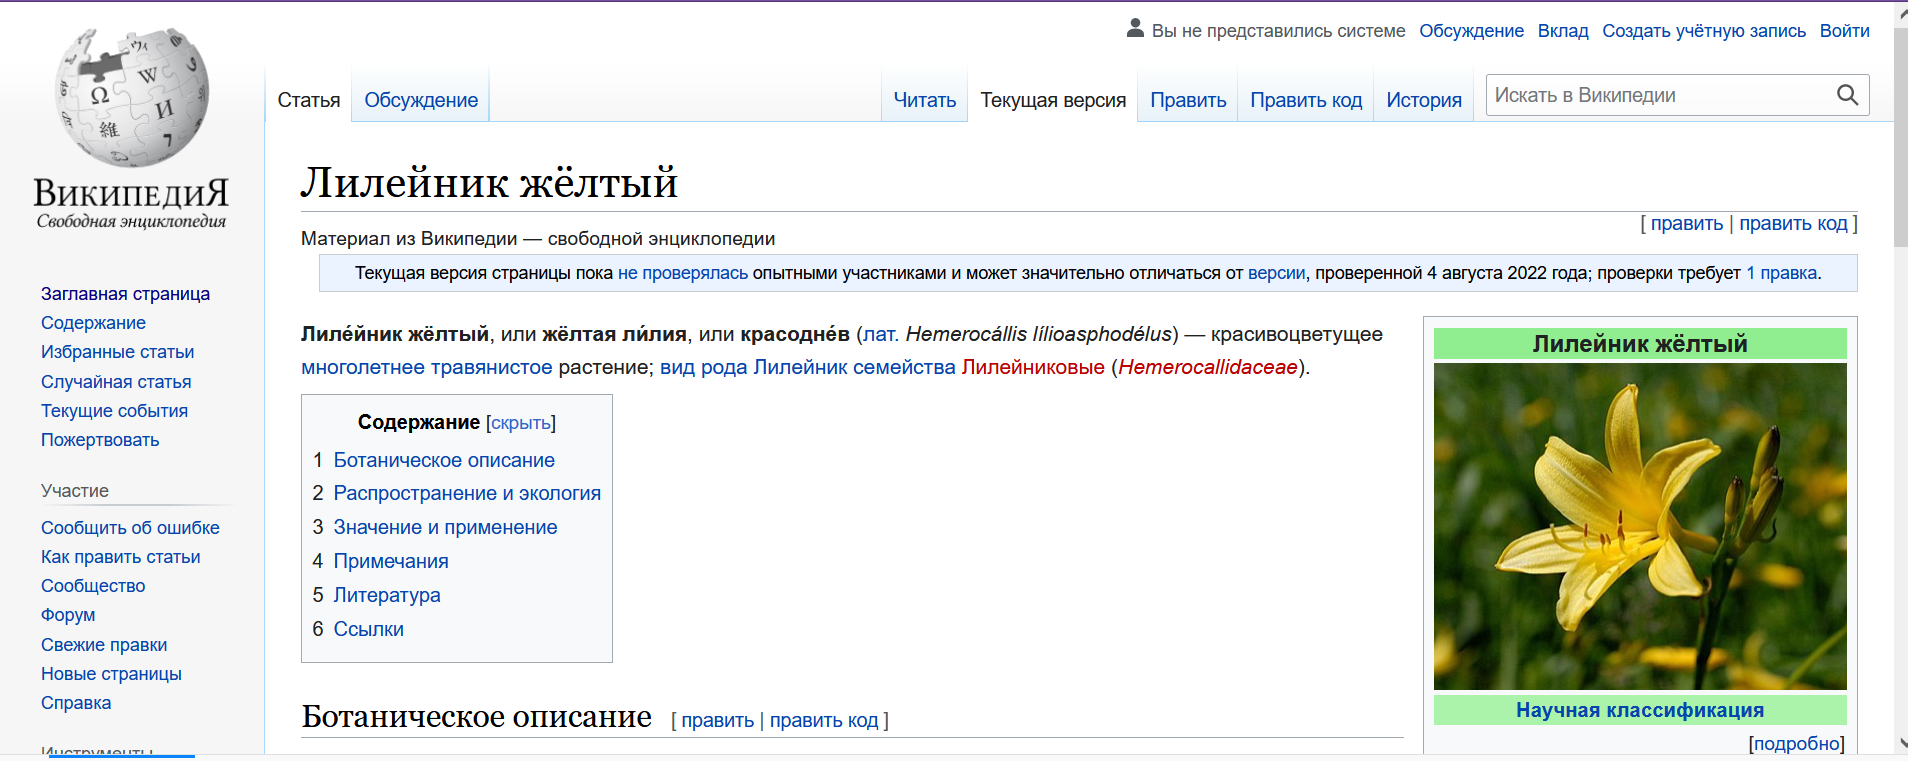 Вы не представились системе Обсуждение Вклад Создать учётную запись Войти
Статья Обсуждение Читать Текущая версия Править Править код История Искать в Википедии
ВикипедиЯ
Свободная энциклопедия
Заглавная страница
Содержание
Избранные статьи
Случайная статья
Текущие события
Пожертвовать
Участие
Сообщить об ошибке
Как править статьи
Сообщество
Форум
Свежие правки
Новые страницы
Справка
Инструменты
Лилейник жёлтый
[ править | править код ]
Материал из Википедии — свободной энциклопедии
Текущая версия страницы пока не проверялась опытными участниками и может значительно отличаться от версии, проверенной 4 августа 2022 года; проверки требует 1 правка.
Лиле́йник жёлтый, или жёлтая ли́лия, или красодне́в (лат. Hemerocállis lílioasphodélus) — красивоцветущее
многолетнее травянистое растение; вид рода Лилейник семейства Лилейниковые (Hemerocallidaceae).
Содержание [скрыть]
1 Ботаническое описание
2 Распространение и экология
3 Значение и применение
4 Примечания
5 Литература
6 Ссылки
Ботаническое описание [ править | править код ]
Лилейник жёлтый
Научная классификация
[подробно]